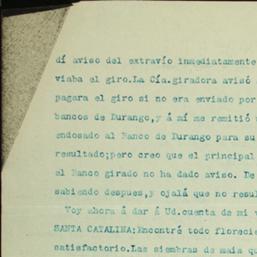 dí aviso del extravío inmediatamente
viaba el giro.La Cía.giradora avisó
pagara el giro si no era enviado por
bancos de Durango,y á mí me remitió
endosado al Banco de Durango para su
resultado;pero creo que el principal
el Banco girado no ha dado aviso. De
sabiendo despues,y ojalá que no resul
Voy ahora á dar á Ud.cuenta de mi v
SANTA CATALINA:Encontré todo florecie
satisfactorio.Las siembras de maiz q